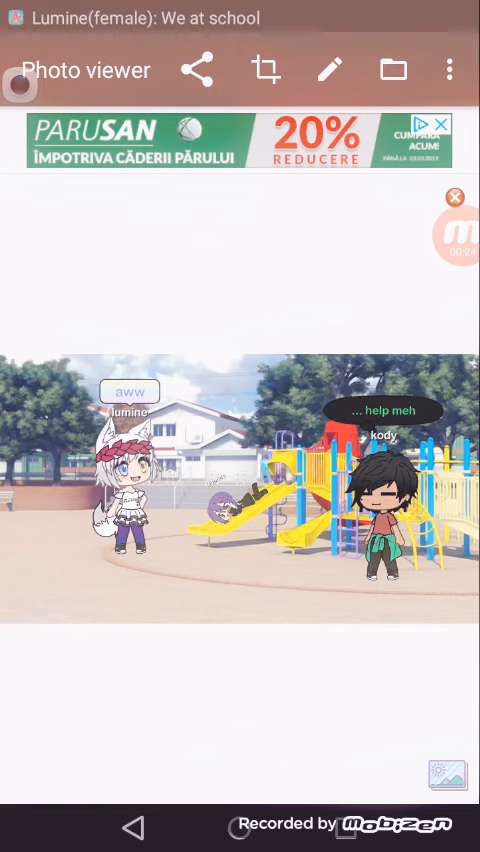 Lumine(female): We at school
Photo viewer
PARUSAN
ÎMPOTRIVA CĂDERII PĂRULUI
20%
REDUCERE
CUMPĂRĂ
ACUM!
00:24
aww
lumine
... help meh
kody
Recorded by MOBIZEN